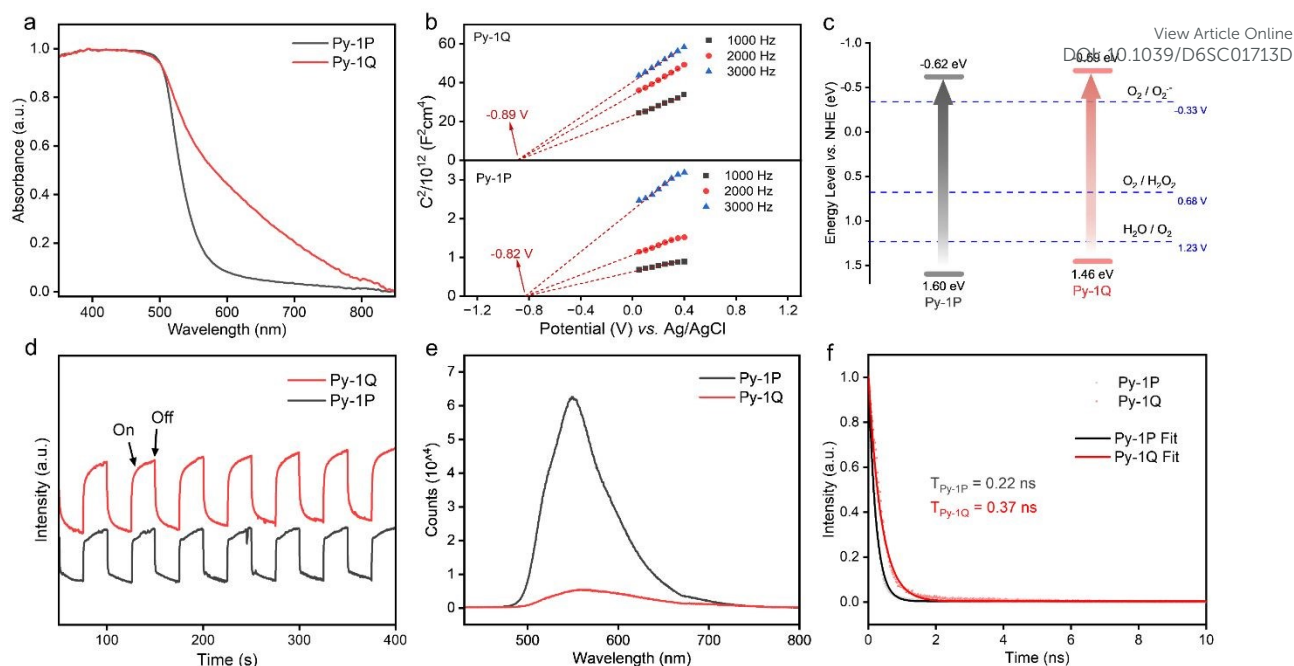 View Article Online
DOI: 10.1039/D6SC01713D
a
Py-1P
Py-1Q
Absorbance (a.u.)
1.0
0.8
0.6
0.4
0.2
0.0
400
500
600
700
800
Wavelength (nm)
b
Py-1Q
1000 Hz
2000 Hz
3000 Hz
-0.89 V
60
40
20
0
Py-1P
1000 Hz
2000 Hz
3000 Hz
-0.82 V
3
2
1
0
C²/10¹² (F²cm⁴)
−1.2
−0.8
−0.4
0.0
0.4
0.8
1.2
Potential (V) vs. Ag/AgCl
c
Energy Level vs. NHE (eV)
-1.0
-0.5
0.0
0.5
1.0
1.5
-0.62 eV
-0.69 eV
O₂ / O₂⁻*
-0.33 V
O₂ / H₂O₂
0.68 V
H₂O / O₂
1.23 V
1.60 eV
Py-1P
1.46 eV
Py-1Q
d
Py-1Q
Py-1P
On
Off
Intensity (a.u.)
100
200
300
400
Time (s)
e
Py-1P
Py-1Q
Counts (10^4)
7
6
5
4
3
2
1
0
500
600
700
800
Wavelength (nm)
f
Py-1P
Py-1Q
Py-1P Fit
Py-1Q Fit
T Py-1P = 0.22 ns
T Py-1Q = 0.37 ns
Intensity (a.u.)
1.0
0.8
0.6
0.4
0.2
0.0
0
2
4
6
8
10
Time (ns)